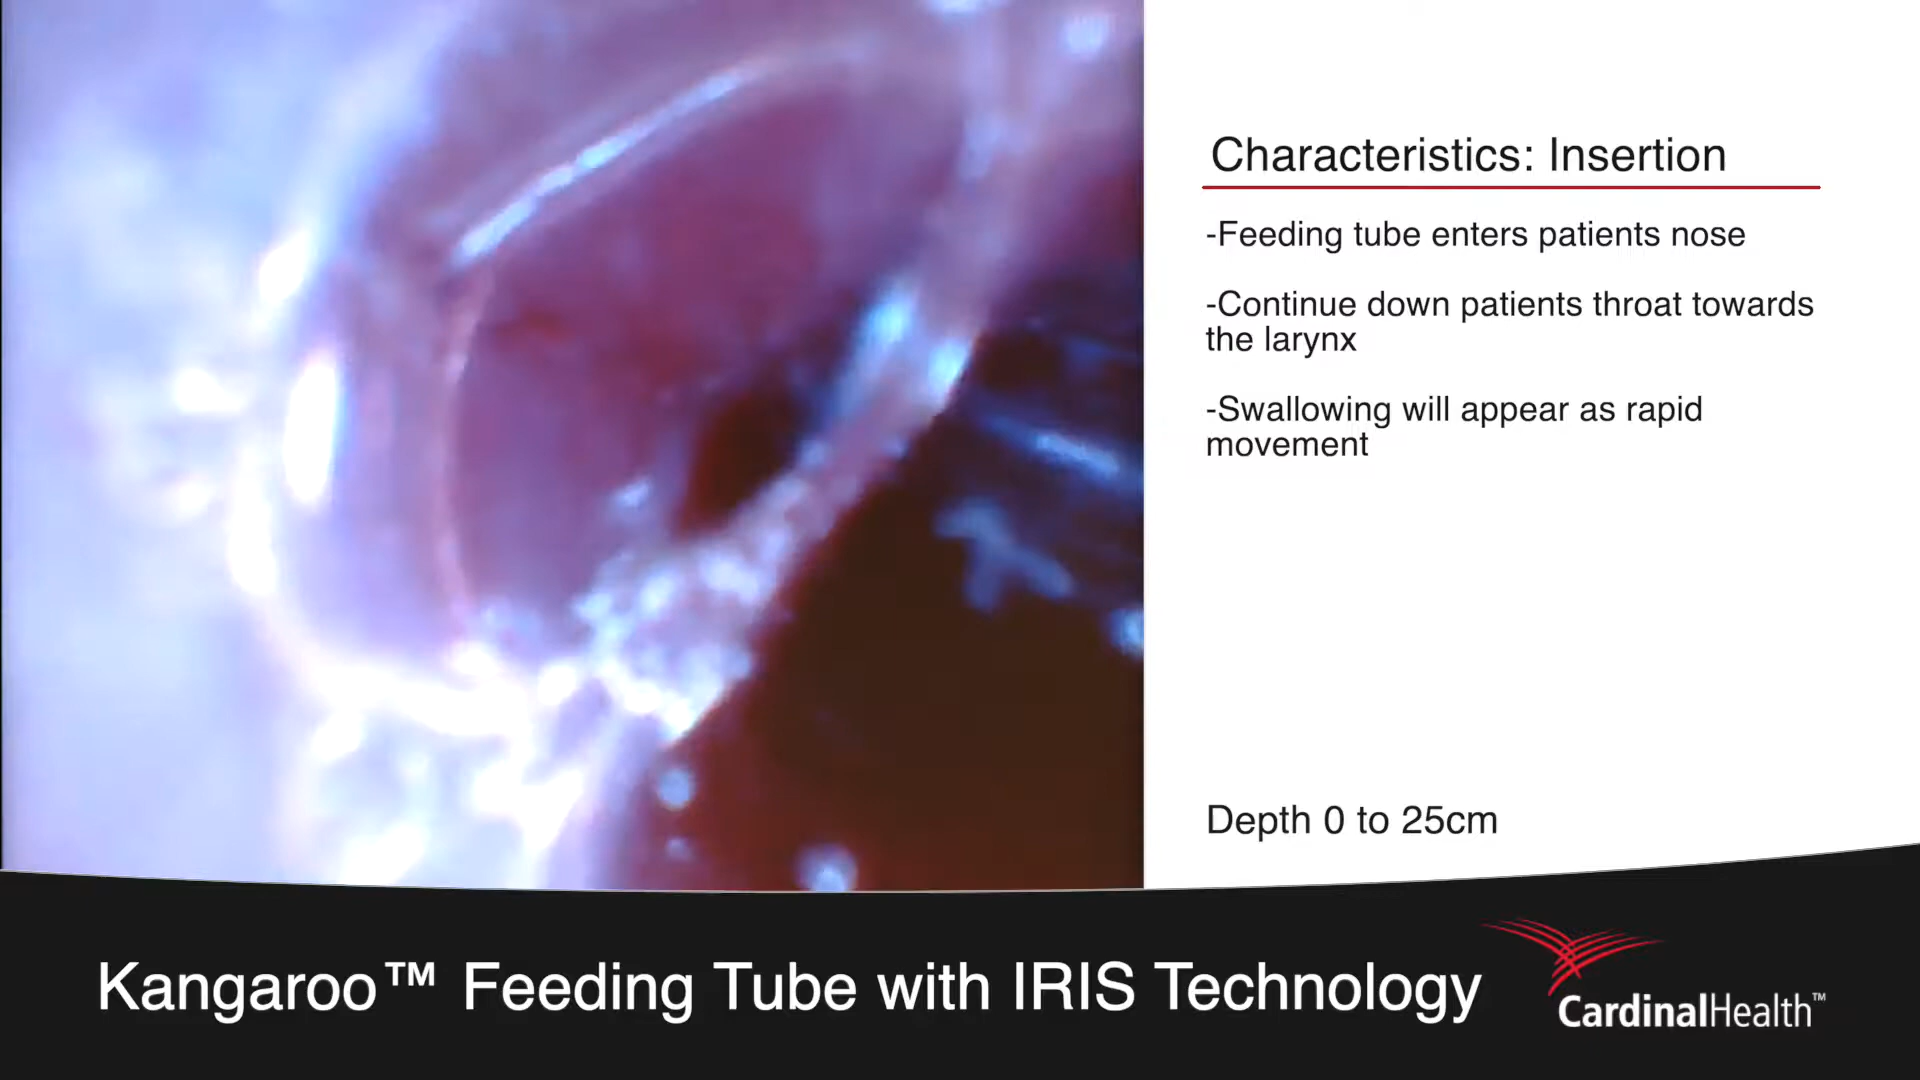 Characteristics: Insertion
-Feeding tube enters patients nose
-Continue down patients throat towards
the larynx
-Swallowing will appear as rapid
movement
Depth 0 to 25cm
Kangaroo™ Feeding Tube with IRIS Technology
CardinalHealth™